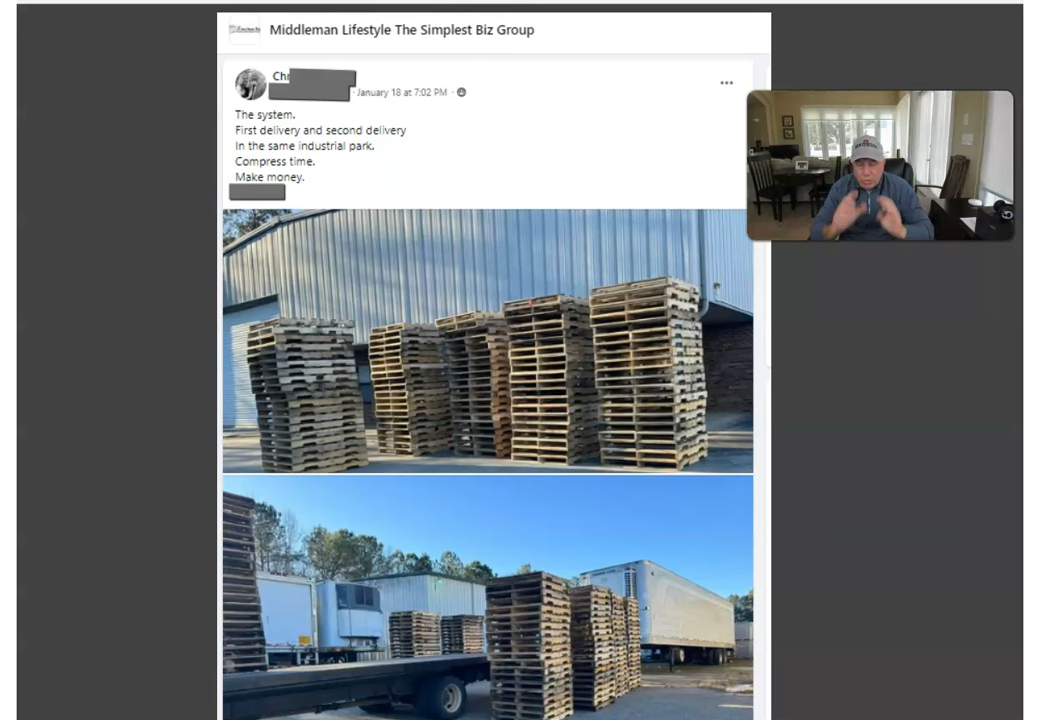 Middleman Lifestyle The Simplest Biz Group
Chr
· January 18 at 7:02 PM ·
The system.
First delivery and second delivery
In the same industrial park.
Compress time.
Make money.